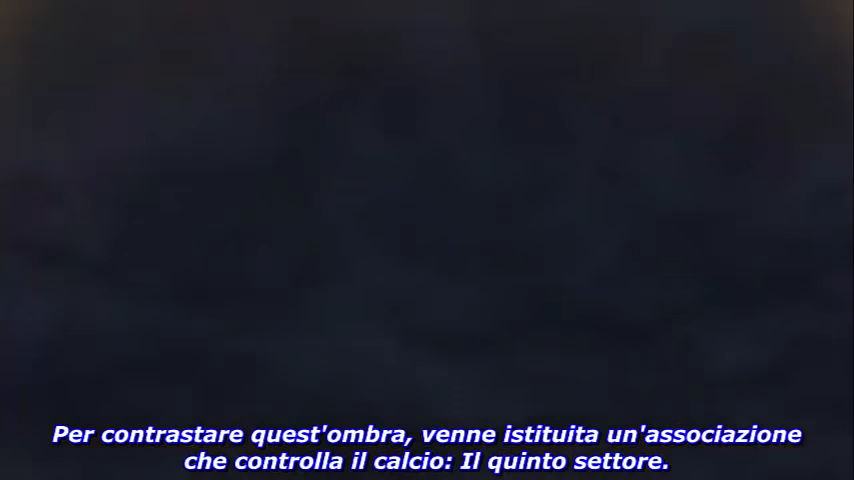 Per contrastare quest'ombra, venne istituita un'associazione
che controlla il calcio: Il quinto settore.